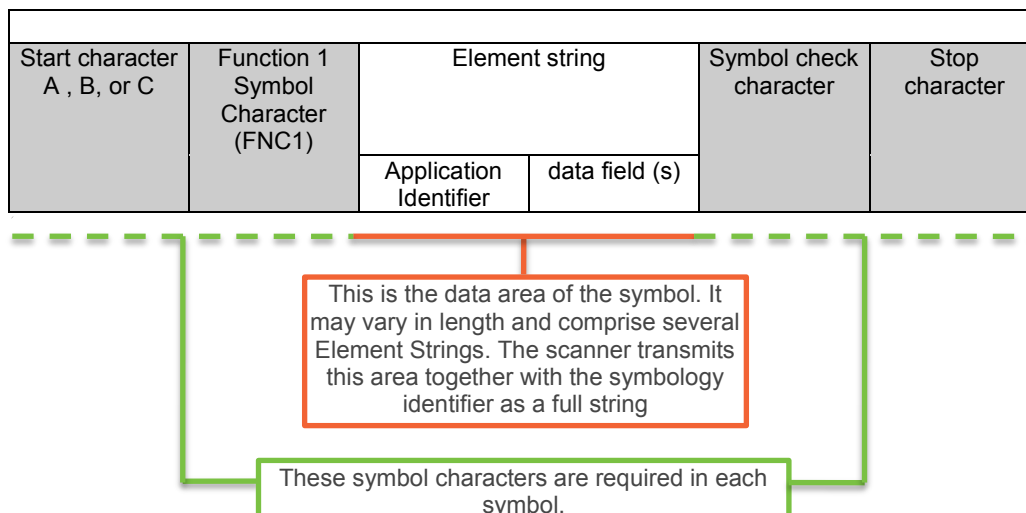 Start character
A , B, or C
Function 1
Symbol
Character
(FNC1)
Element string
Symbol check
character
Stop
character
Application
Identifier
data field (s)
This is the data area of the symbol. It
may vary in length and comprise several
Element Strings. The scanner transmits
this area together with the symbology
identifier as a full string
These symbol characters are required in each
symbol.